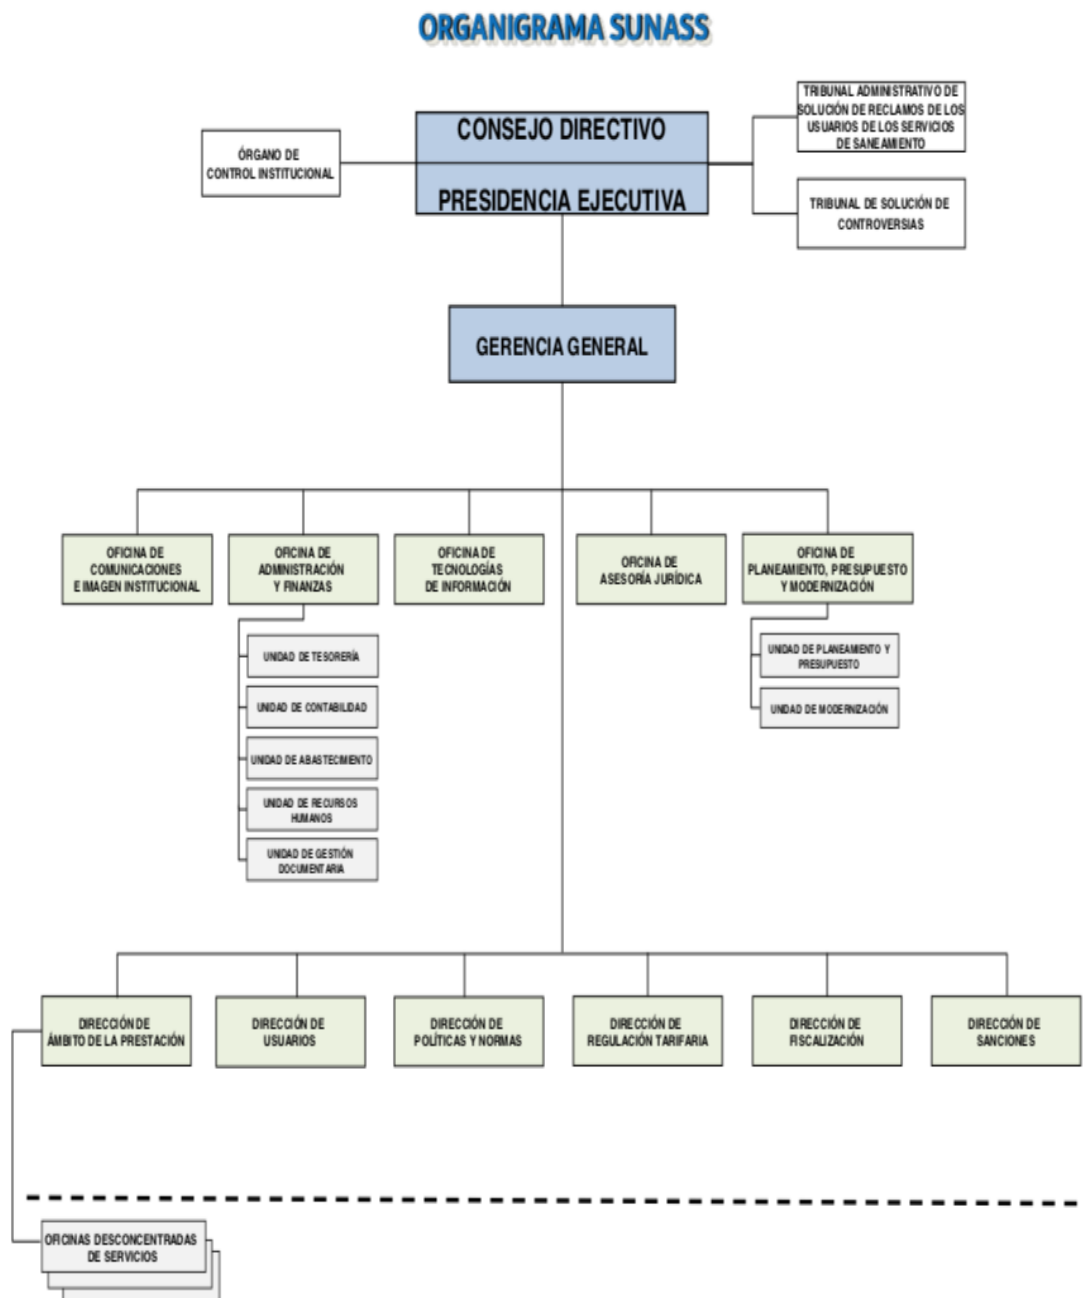 ORGANIGRAMA SUNASS
TRIBUNAL ADMINISTRATIVO DE
SOLUCIÓN DE RECLAMOS DE LOS
USUARIOS DE LOS SERVICIOS
DE SANEAMIENTO
CONSEJO DIRECTIVO
ÓRGANO DE
CONTROL INSTITUCIONAL
PRESIDENCIA EJECUTIVA
TRIBUNAL DE SOLUCIÓN DE
CONTROVERSIAS
GERENCIA GENERAL
OFICINA DE
COMUNICACIONES
E IMAGEN INSTITUCIONAL
OFICINA DE
ADMINISTRACIÓN
Y FINANZAS
OFICINA DE
TECNOLOGÍAS
DE INFORMACIÓN
OFICINA DE
ASESORÍA JURÍDICA
OFICINA DE
PLANEAMIENTO, PRESUPUESTO
Y MODERNIZACIÓN
UNIDAD DE TESORERÍA
UNIDAD DE CONTABILIDAD
UNIDAD DE ABASTECIMIENTO
UNIDAD DE RECURSOS
HUMANOS
UNIDAD DE GESTIÓN
DOCUMENTARIA
UNIDAD DE PLANEAMIENTO Y
PRESUPUESTO
UNIDAD DE MODERNIZACIÓN
DIRECCIÓN DE
ÁMBITO DE LA PRESTACIÓN
DIRECCIÓN DE
USUARIOS
DIRECCIÓN DE
POLÍTICAS Y NORMAS
DIRECCIÓN DE
REGULACIÓN TARIFARIA
DIRECCIÓN DE
FISCALIZACIÓN
DIRECCIÓN DE
SANCIONES
OFICINAS DESCONCENTRADAS
DE SERVICIOS